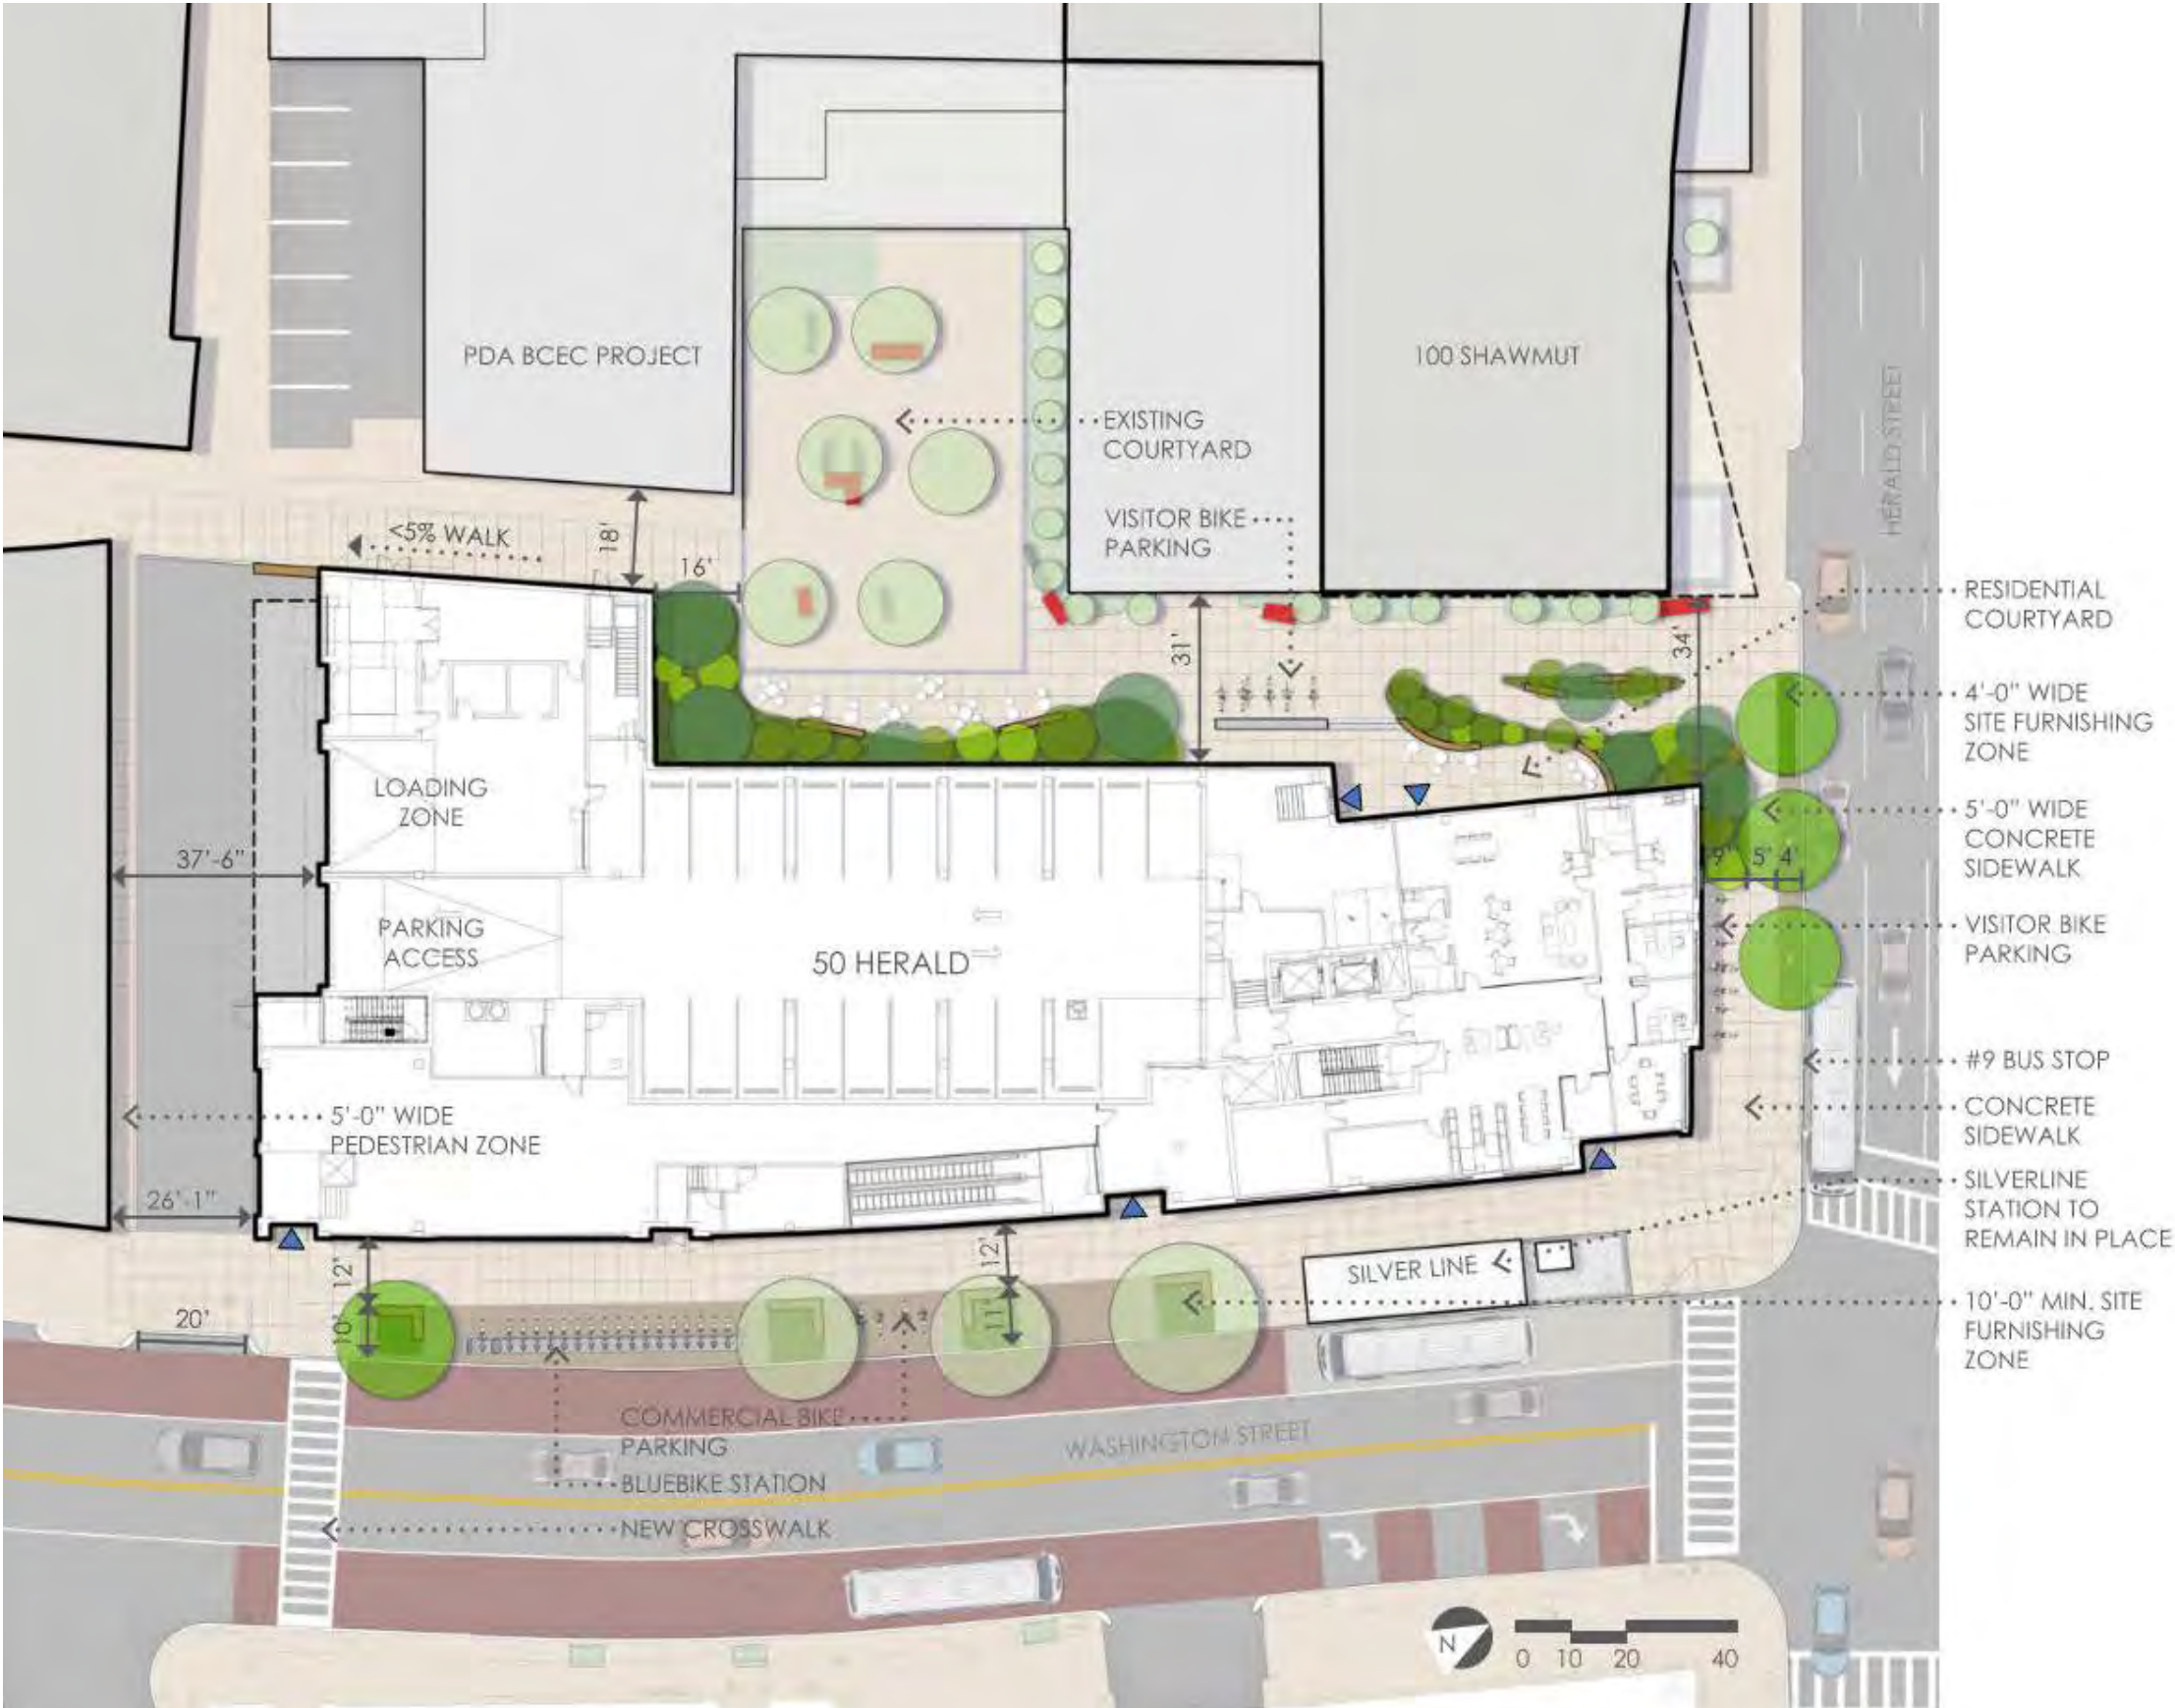 PDA BCEC PROJECT
100 SHAWMUT
HERALD STREET
EXISTING
COURTYARD
VISITOR BIKE
PARKING
<5% WALK
18'
16'
31'
34'
RESIDENTIAL
COURTYARD
4'-0" WIDE
SITE FURNISHING
ZONE
5'-0" WIDE
CONCRETE
SIDEWALK
9'
5'
4'
VISITOR BIKE
PARKING
#9 BUS STOP
CONCRETE
SIDEWALK
SILVERLINE
STATION TO
REMAIN IN PLACE
10'-0" MIN. SITE
FURNISHING
ZONE
LOADING
ZONE
37'-6"
PARKING
ACCESS
50 HERALD
5'-0" WIDE
PEDESTRIAN ZONE
26'-1"
12'
12'
SILVER LINE
20'
10'
11'
COMMERCIAL BIKE
PARKING
WASHINGTON STREET
BLUEBIKE STATION
NEW CROSSWALK
N
0 10 20 40